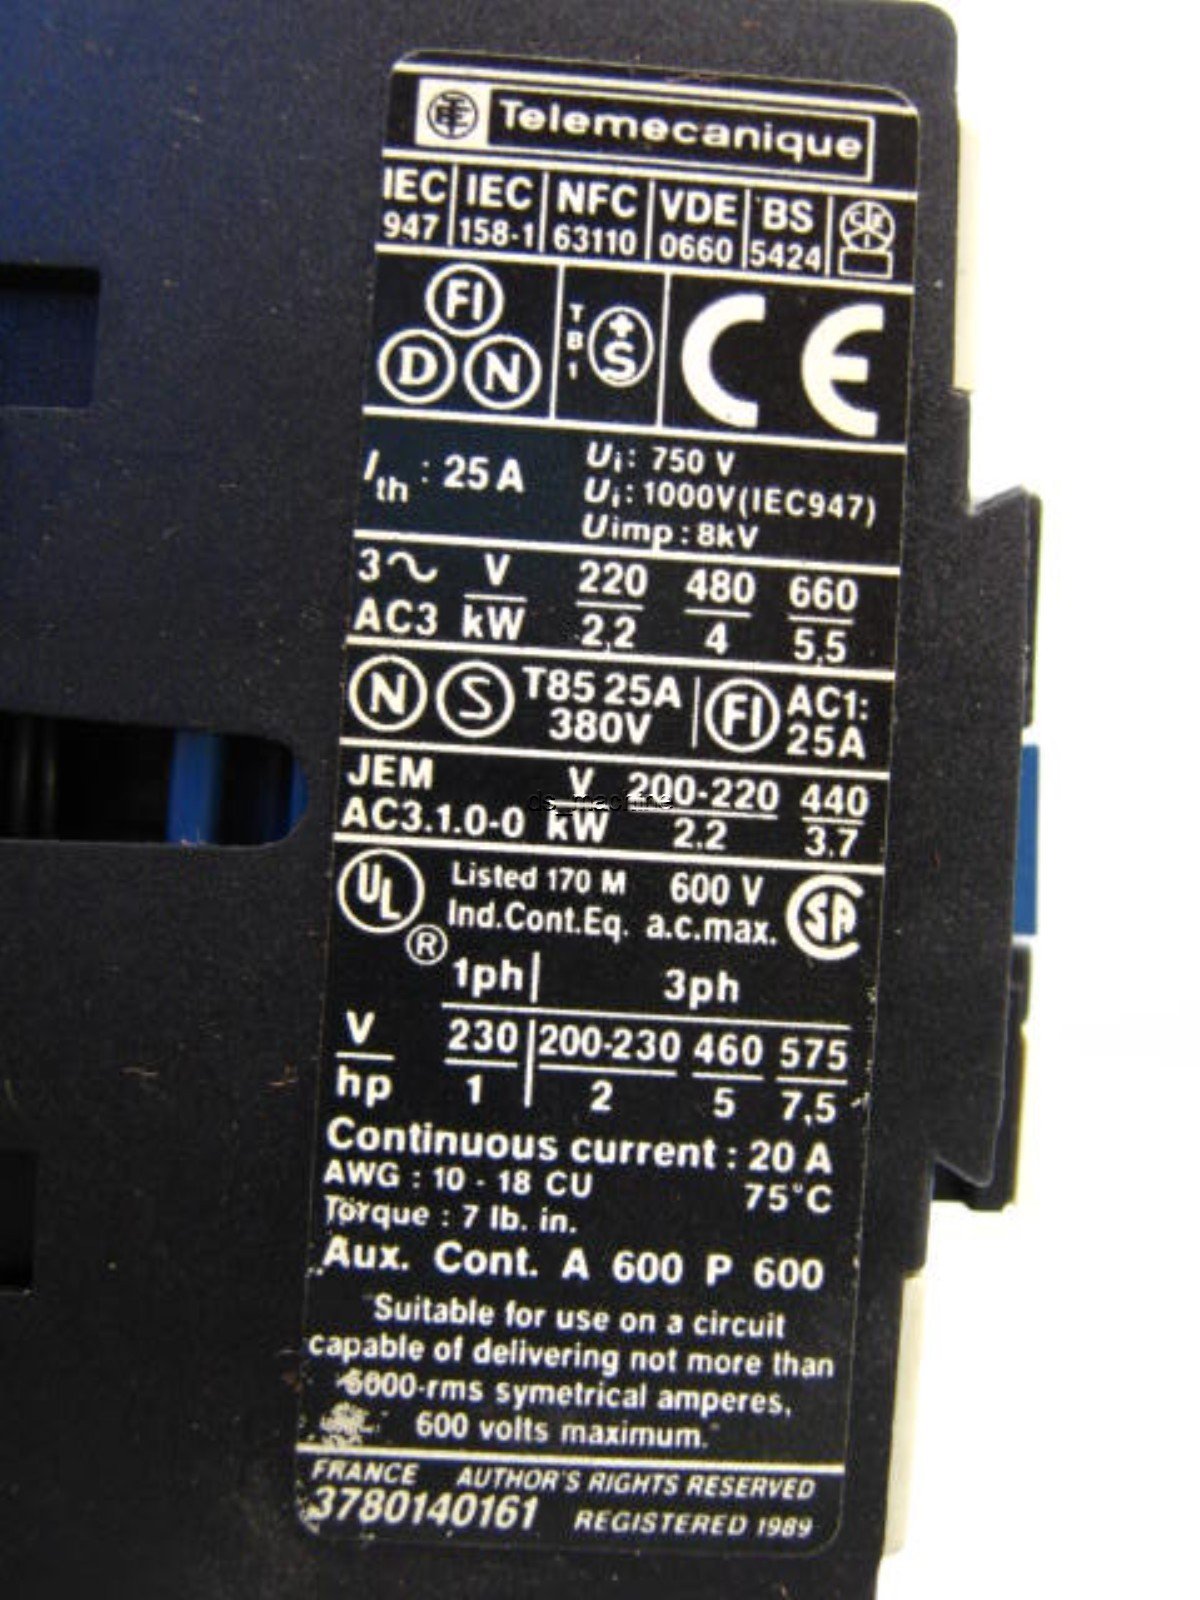 Telemecanique
IEC 947 IEC 158-1 NFC 63110 VDE 0660 BS 5424
FI
D N
TB1 +S
CE
Ith : 25 A
Ui: 750 V
Ui: 1000V(IEC947)
Uimp: 8kV
3~ V 220 480 660
AC3 kW 2,2 4 5,5
N S T85 25A 380V FI AC1: 25A
JEM V 200-220 440
ds_machine
AC3.1.0-0 kW 2.2 3.7
UL ® Listed 170 M 600 V SA
Ind.Cont.Eq. a.c.max.
1ph 3ph
V 230 200-230 460 575
hp 1 2 5 7,5
Continuous current : 20 A
AWG : 10 - 18 CU 75°C
Torque : 7 lb. in.
Aux. Cont. A 600 P 600
Suitable for use on a circuit
capable of delivering not more than
5000-rms symetrical amperes,
600 volts maximum.
FRANCE AUTHOR'S RIGHTS RESERVED
3780140161 REGISTERED 1989